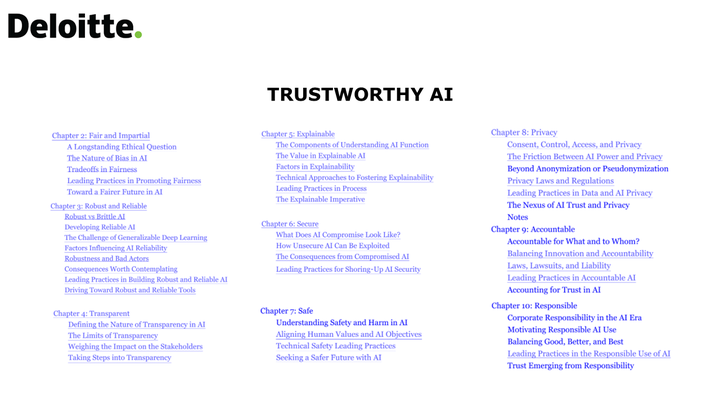 Deloitte.
TRUSTWORTHY AI
Chapter 2: Fair and Impartial
A Longstanding Ethical Question
The Nature of Bias in AI
Tradeoffs in Fairness
Leading Practices in Promoting Fairness
Toward a Fairer Future in AI
Chapter 3: Robust and Reliable
Robust vs Brittle AI
Developing Reliable AI
The Challenge of Generalizable Deep Learning
Factors Influencing AI Reliability
Robustness and Bad Actors
Consequences Worth Contemplating
Leading Practices in Building Robust and Reliable AI
Driving Toward Robust and Reliable Tools
Chapter 4: Transparent
Defining the Nature of Transparency in AI
The Limits of Transparency
Weighing the Impact on the Stakeholders
Taking Steps into Transparency
Chapter 5: Explainable
The Components of Understanding AI Function
The Value in Explainable AI
Factors in Explainability
Technical Approaches to Fostering Explainability
Leading Practices in Process
The Explainable Imperative
Chapter 6: Secure
What Does AI Compromise Look Like?
How Unsecure AI Can Be Exploited
The Consequences from Compromised AI
Leading Practices for Shoring-Up AI Security
Chapter 7: Safe
Understanding Safety and Harm in AI
Aligning Human Values and AI Objectives
Technical Safety Leading Practices
Seeking a Safer Future with AI
Chapter 8: Privacy
Consent, Control, Access, and Privacy
The Friction Between AI Power and Privacy
Beyond Anonymization or Pseudonymization
Privacy Laws and Regulations
Leading Practices in Data and AI Privacy
The Nexus of AI Trust and Privacy
Notes
Chapter 9: Accountable
Accountable for What and to Whom?
Balancing Innovation and Accountability
Laws, Lawsuits, and Liability
Leading Practices in Accountable AI
Accounting for Trust in AI
Chapter 10: Responsible
Corporate Responsibility in the AI Era
Motivating Responsible AI Use
Balancing Good, Better, and Best
Leading Practices in the Responsible Use of AI
Trust Emerging from Responsibility